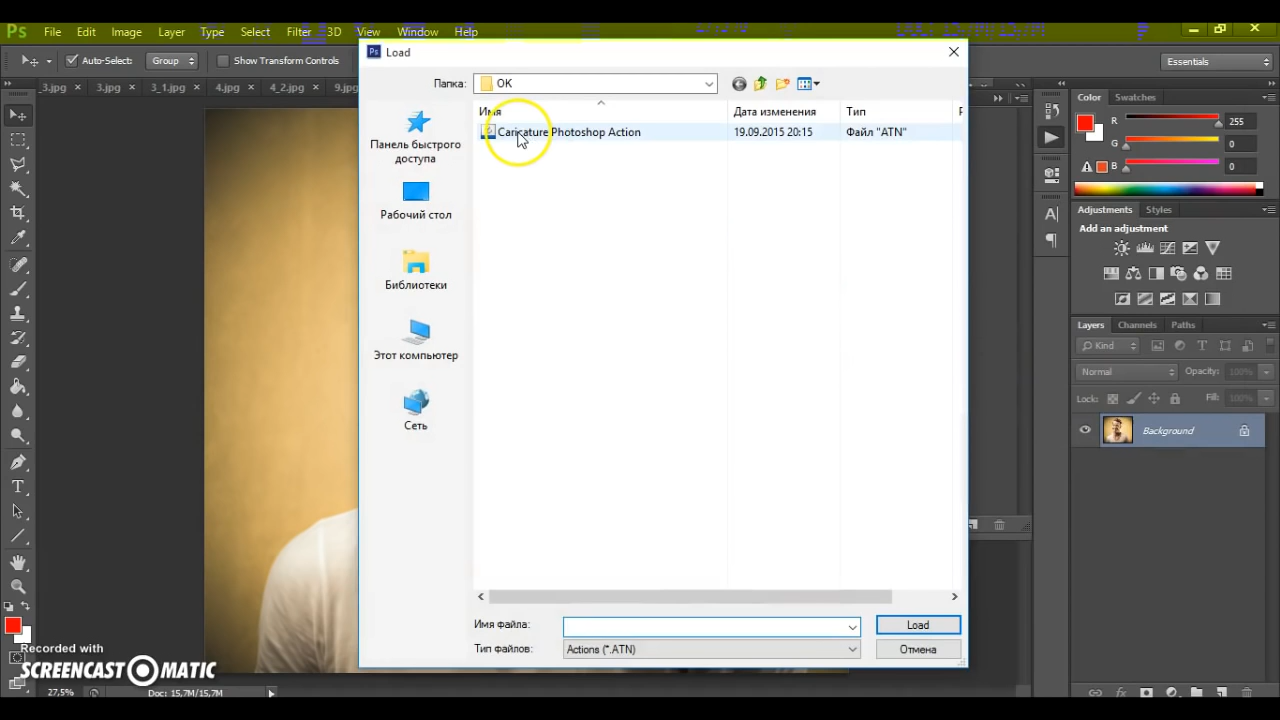 Ps File Edit Image Layer Type Select Filter 3D View Window Help
Load
Auto-Select: Group Show Transform Controls
Essentials
3.jpg × 3.jpg × 3_1.jpg × 4.jpg × 4_2.jpg × 9.jpg
Папка: OK
Имя Дата изменения Тип
Caricature Photoshop Action 19.09.2015 20:15 Файл "ATN"
Панель быстрого
доступа
Рабочий стол
Библиотеки
Этот компьютер
Сеть
Имя файла: Load
Тип файлов: Actions (*.ATN) Отмена
Color Swatches
R 255
G 0
B 0
Adjustments Styles
Add an adjustment
Layers Channels Paths
Kind
Normal Opacity: 100%
Lock: Fill: 100%
Background
Recorded with
SCREENCAST-O-MATIC
27,5% Doc: 15,7M/15,7M